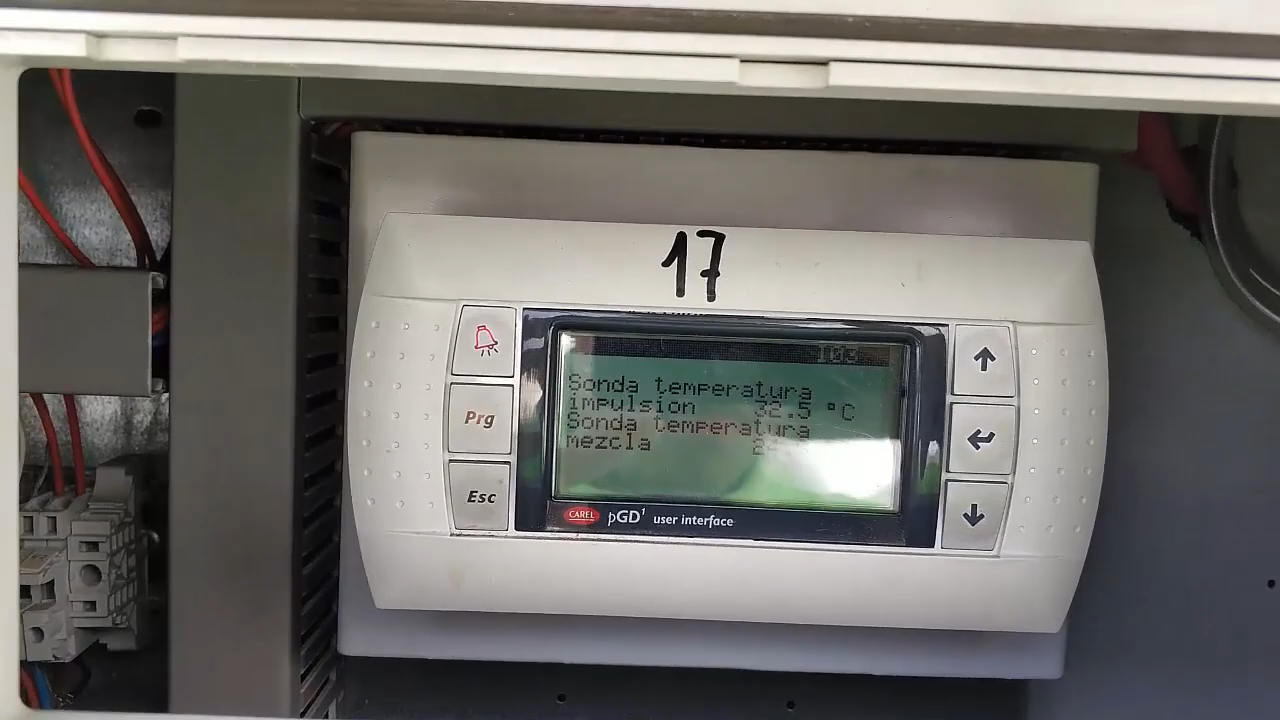 17
Sonda temperatura
impulsion 32.5 °C
Sonda temperatura
mezcla
Prg
Esc
CAREL pGD1 user interface